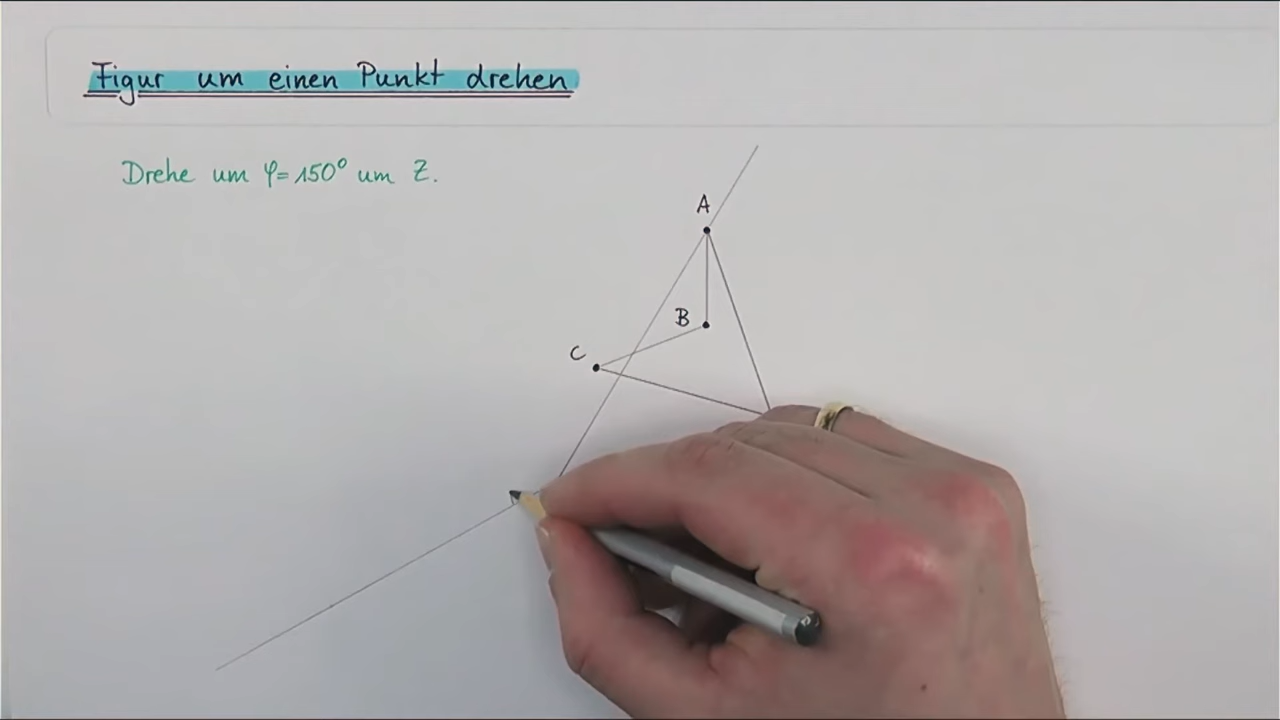 Figur um einen Punkt drehen
Drehe um φ=150° um Z.
A
B
C